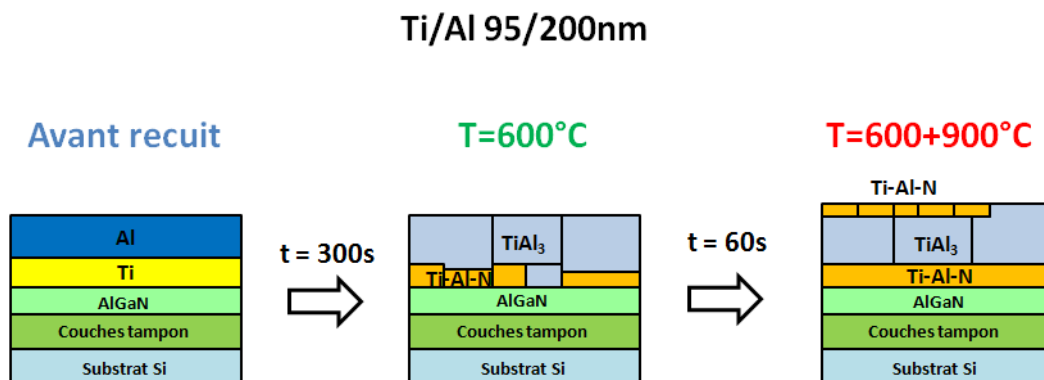 Ti/Al 95/200nm
Avant recuit
T=600°C
T=600+900°C
Al
Ti
AlGaN
Couches tampon
Substrat Si
t = 300s
TiAl₃
Ti-Al-N
AlGaN
Couches tampon
Substrat Si
t = 60s
Ti-Al-N
TiAl₃
Ti-Al-N
AlGaN
Couches tampon
Substrat Si